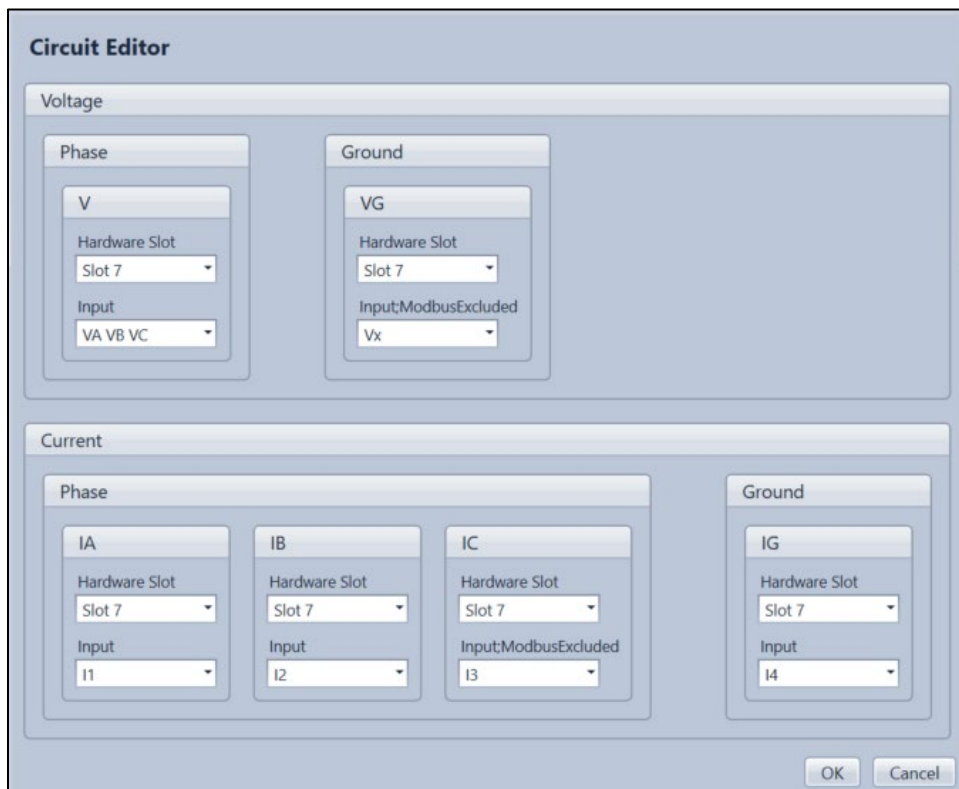 Circuit Editor
Voltage
Phase Ground
V VG
Hardware Slot Hardware Slot
Slot 7 Slot 7
Input Input;ModbusExcluded
VA VB VC Vx
Current
Phase Ground
IA IB IC IG
Hardware Slot Hardware Slot Hardware Slot Hardware Slot
Slot 7 Slot 7 Slot 7 Slot 7
Input Input Input;ModbusExcluded Input
I1 I2 I3 I4
OK Cancel